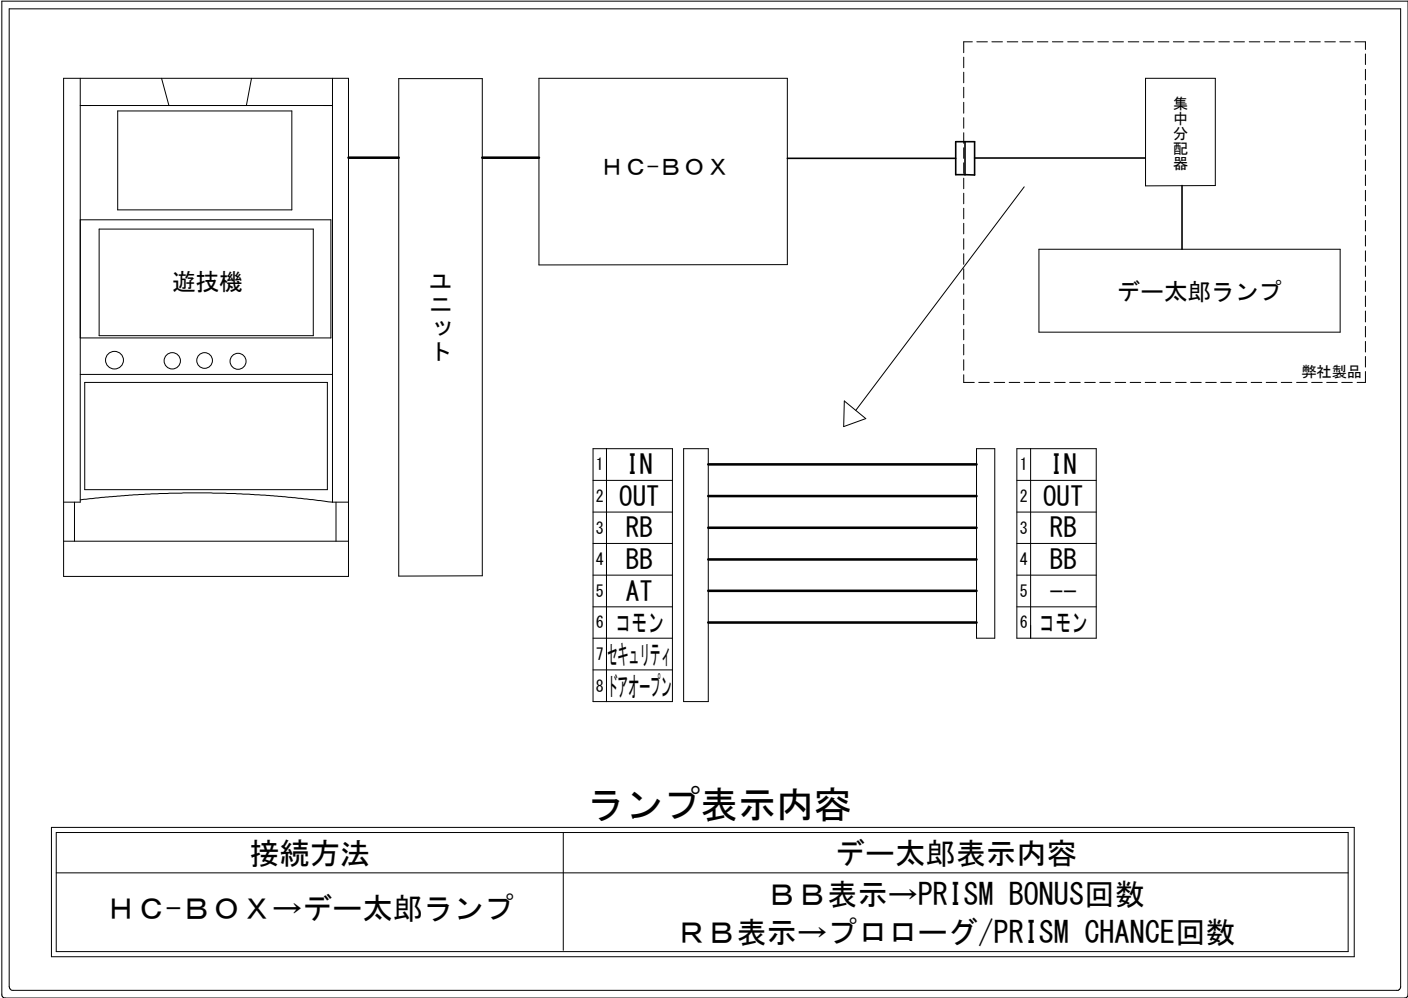 遊技機
ユニット
ＨＣ−ＢＯＸ
集中分配器
デー太郎ランプ
弊社製品
1 IN
2 OUT
3 RB
4 BB
5 AT
6 コモン
7 セキュリティ
8 ドアオープン
1 IN
2 OUT
3 RB
4 BB
5 −−
6 コモン
ランプ表示内容
接続方法
デー太郎表示内容
ＨＣ−ＢＯＸ→デー太郎ランプ
ＢＢ表示→PRISM BONUS回数
ＲＢ表示→プロローグ/PRISM CHANCE回数